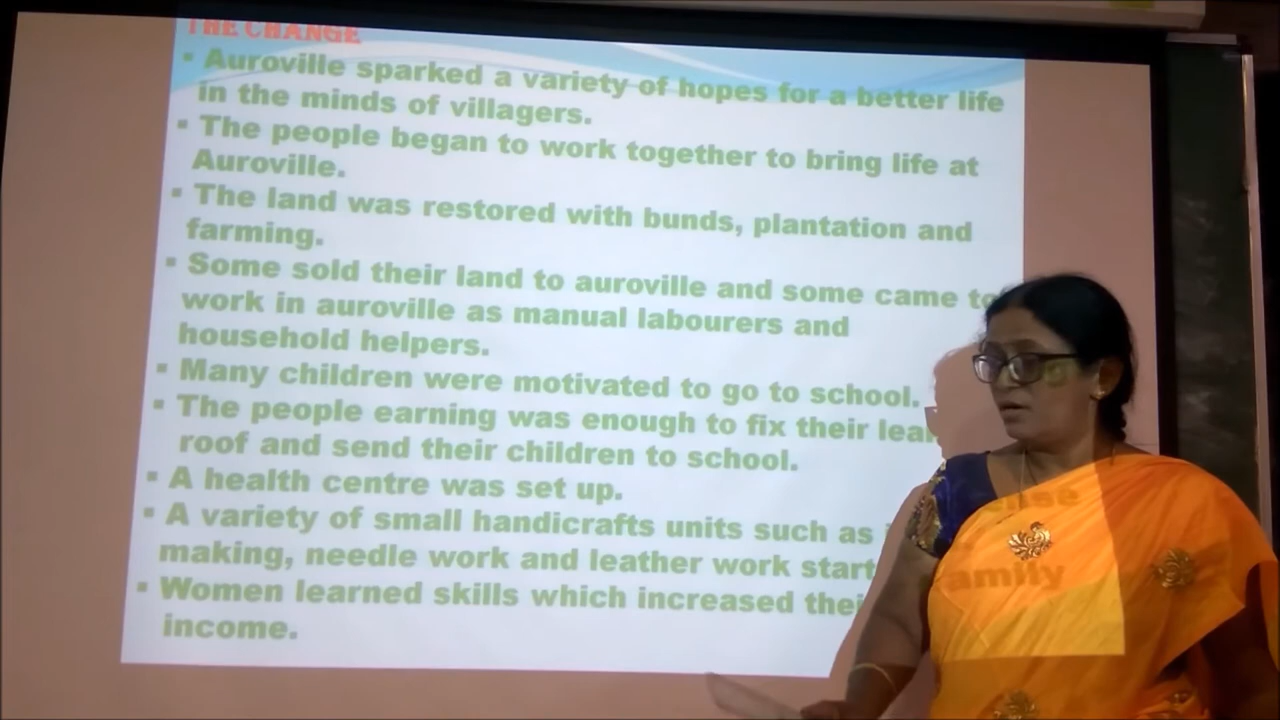 THE CHANGE
▪ Auroville sparked a variety of hopes for a better life
in the minds of villagers.
▪ The people began to work together to bring life at
Auroville.
▪ The land was restored with bunds, plantation and
farming.
▪ Some sold their land to auroville and some came to
work in auroville as manual labourers and
household helpers.
▪ Many children were motivated to go to school.
▪ The people earning was enough to fix their
roof and send their children to school.
▪ A health centre was set up.
▪ A variety of small handicrafts units such as
making, needle work and leather work
▪ Women learned skills which increased amily
income.